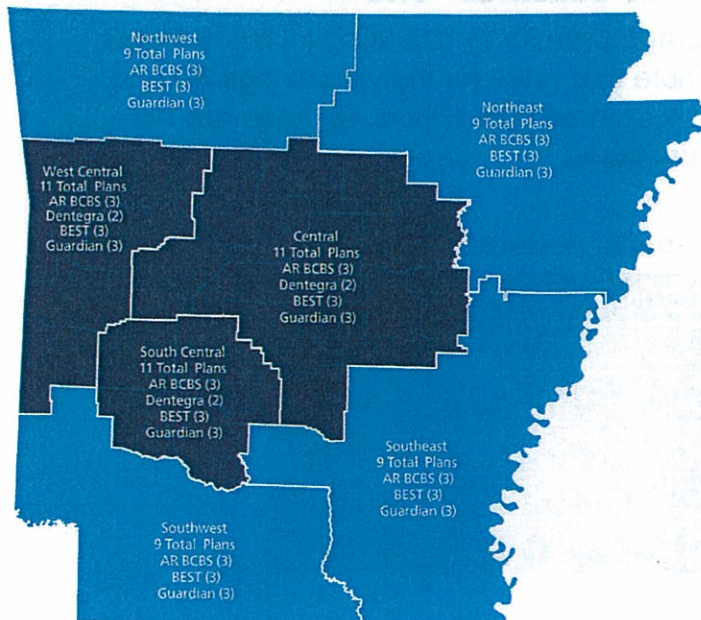 Northwest
9 Total Plans
AR BCBS (3)
BEST (3)
Guardian (3)
Northeast
9 Total Plans
AR BCBS (3)
BEST (3)
Guardian (3)
West Central
11 Total Plans
AR BCBS (3)
Dentegra (2)
BEST (3)
Guardian (3)
Central
11 Total Plans
AR BCBS (3)
Dentegra (2)
BEST (3)
Guardian (3)
South Central
11 Total Plans
AR BCBS (3)
Dentegra (2)
BEST (3)
Guardian (3)
Southeast
9 Total Plans
AR BCBS (3)
BEST (3)
Guardian (3)
Southwest
9 Total Plans
AR BCBS (3)
BEST (3)
Guardian (3)